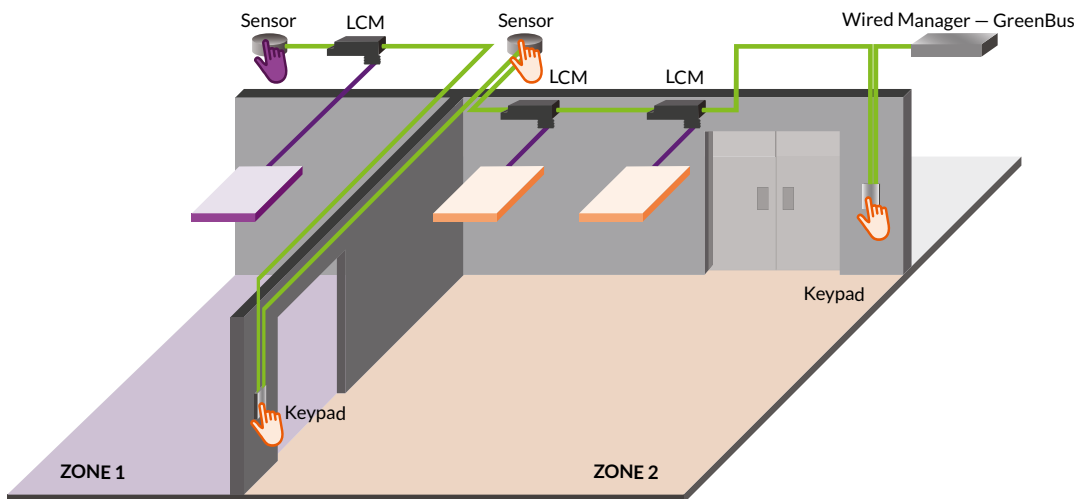 Sensor
LCM
Sensor
Wired Manager – GreenBus
LCM
LCM
Keypad
Keypad
ZONE 1
ZONE 2